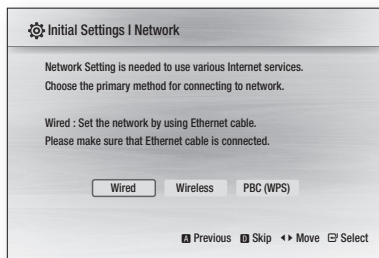 Initial Settings I Network
Network Setting is needed to use various Internet services.
Choose the primary method for connecting to network.
Wired : Set the network by using Ethernet cable.
Please make sure that Ethernet cable is connected.
Wired Wireless PBC (WPS)
A Previous D Skip Move Select